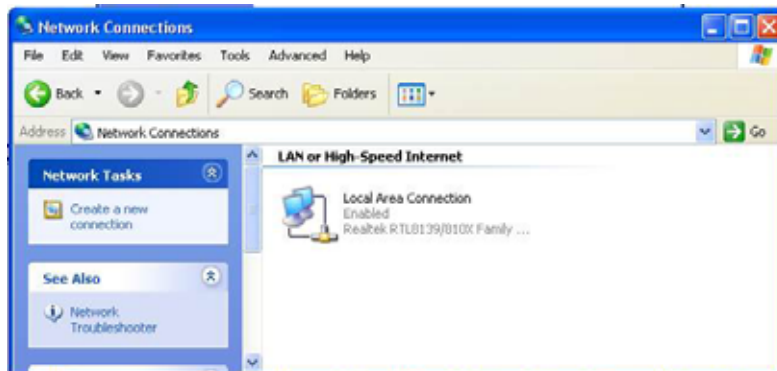 Network Connections
File Edit View Favorites Tools Advanced Help
Back Search Folders
Address Network Connections Go
LAN or High-Speed Internet
Network Tasks
Create a new
connection
Local Area Connection
Enabled
Realtek RTL8139/810X Family ...
See Also
Network
Troubleshooter